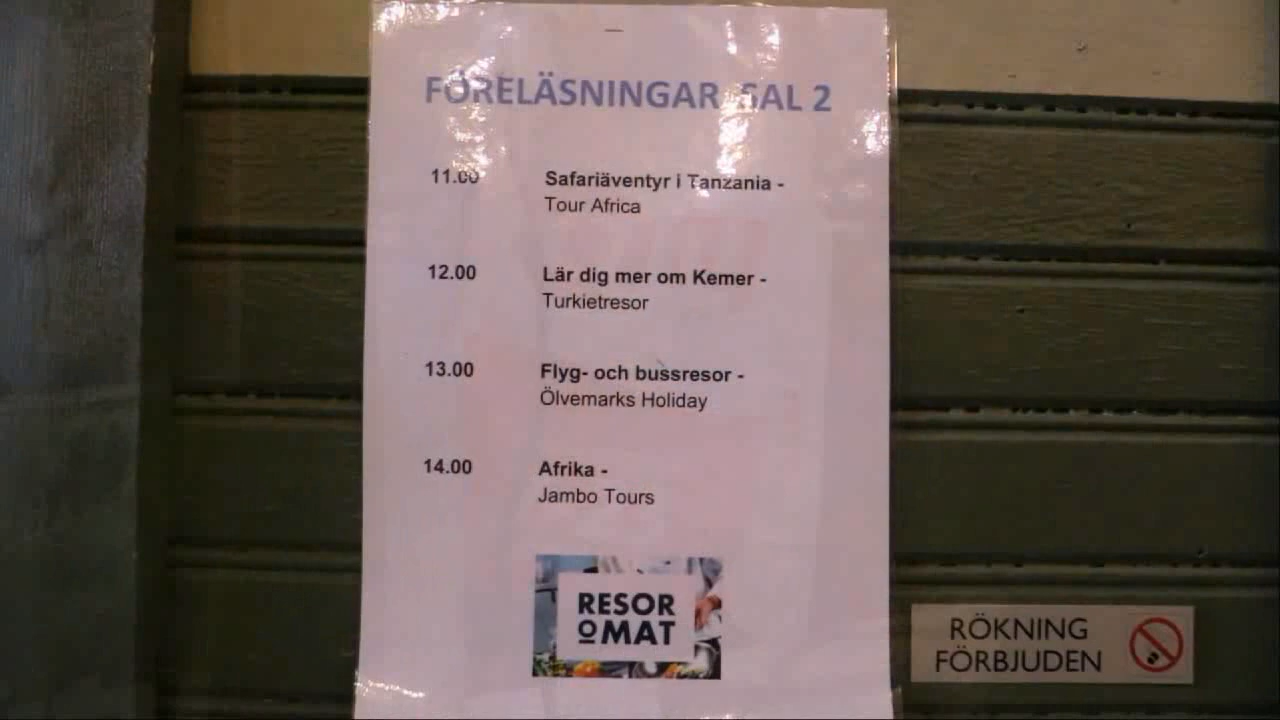 FÖRELÄSNINGAR SAL 2
11.00 Safariäventyr i Tanzania -
Tour Africa
12.00 Lär dig mer om Kemer -
Turkietresor
13.00 Flyg- och bussresor -
Ölvemarks Holiday
14.00 Afrika -
Jambo Tours
RESOR
OMAT
RÖKNING
FÖRBJUDEN